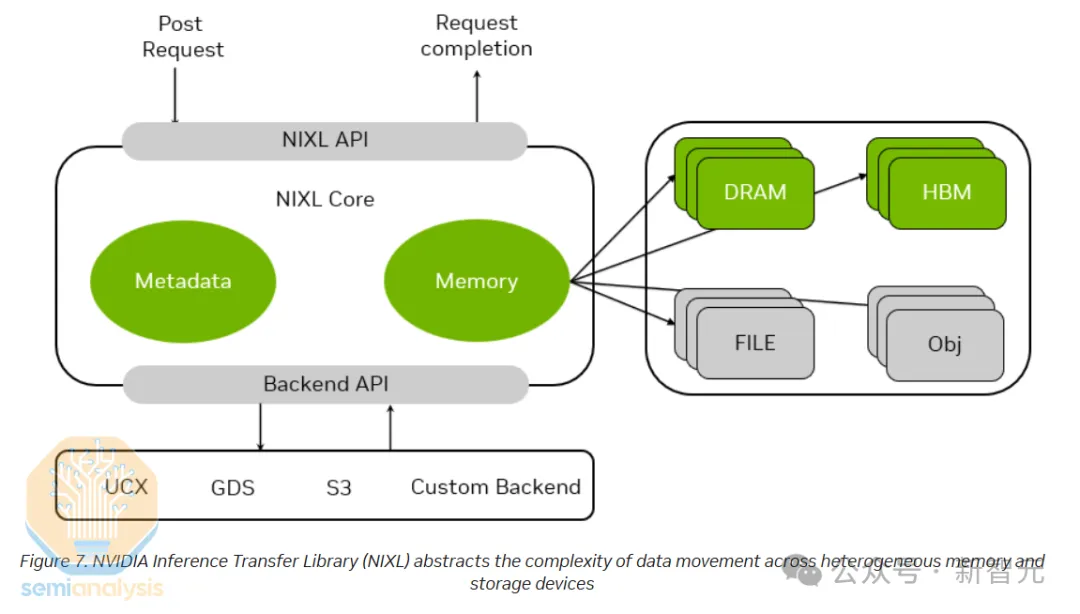 Post
Request
Request
completion
NIXL API
NIXL Core
Metadata
Memory
DRAM
HBM
FILE
Obj
Backend API
UCX
GDS
S3
Custom Backend
Figure 7. NVIDIA Inference Transfer Library (NIXL) abstracts the complexity of data movement across heterogeneous memory and
storage devices
semianalysis
公众号 · 新智元